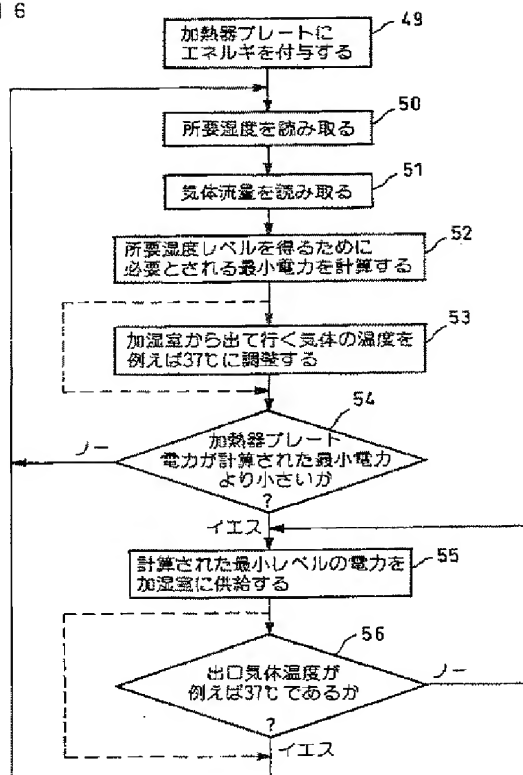 16
加熱器プレートに
エネルギを付与する
49
所要湿度を読み取る
50
気体流量を読み取る
51
所要湿度レベルを得るために
必要とされる最小電力を計算する
52
加湿室から出て行く気体の温度を
例えば37℃に調整する
53
54
加熱器プレート
電力が計算された最小電力
より小さいか
?
ノー
イエス
計算された最小レベルの電力を
加湿室に供給する
55
56
出口気体温度が
例えば37℃であるか
?
ノー
イエス